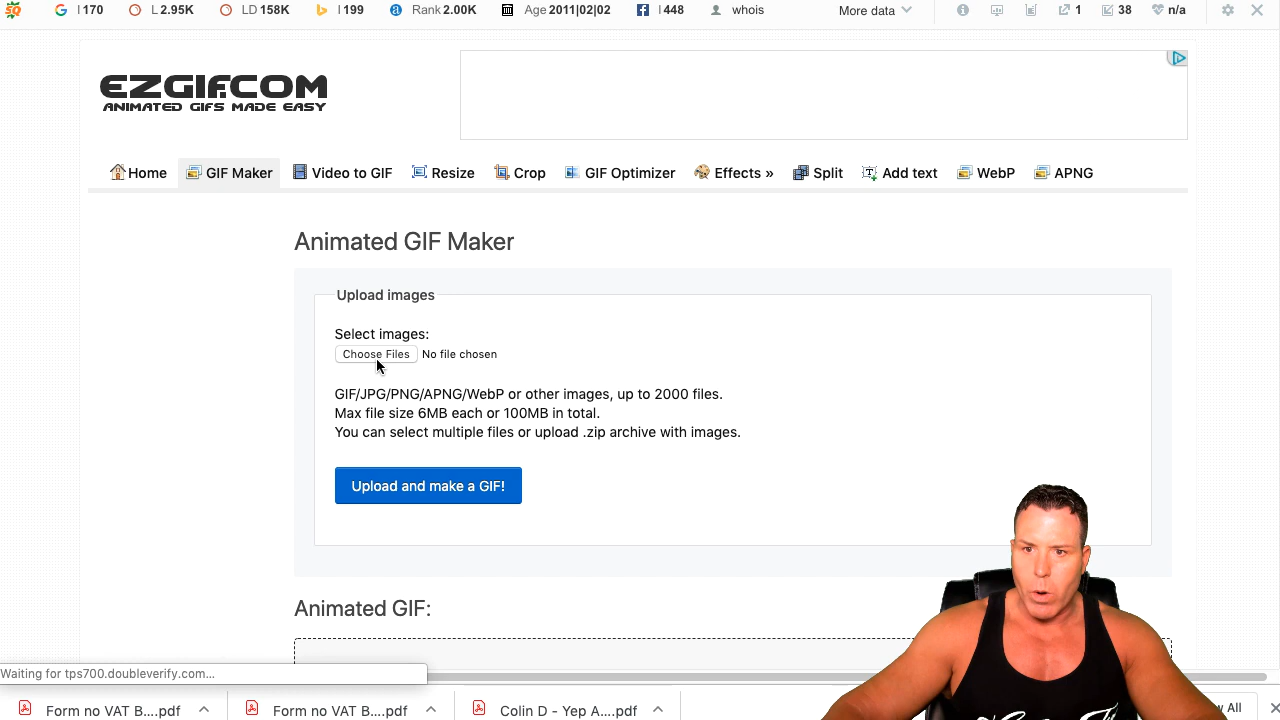 I 170 L 2.95K LD 158K I 199 Rank 2.00K Age 2011|02|02 I 448 whois More data 1 38 n/a
EZGIF.COM
ANIMATED GIFS MADE EASY
Home GIF Maker Video to GIF Resize Crop GIF Optimizer Effects » Split Add text WebP APNG
Animated GIF Maker
Upload images
Select images:
Choose Files No file chosen
GIF/JPG/PNG/APNG/WebP or other images, up to 2000 files.
Max file size 6MB each or 100MB in total.
You can select multiple files or upload .zip archive with images.
Upload and make a GIF!
Animated GIF:
Waiting for tps700.doubleverify.com...
Form no VAT B....pdf Form no VAT B....pdf Colin D - Yep A....pdf All